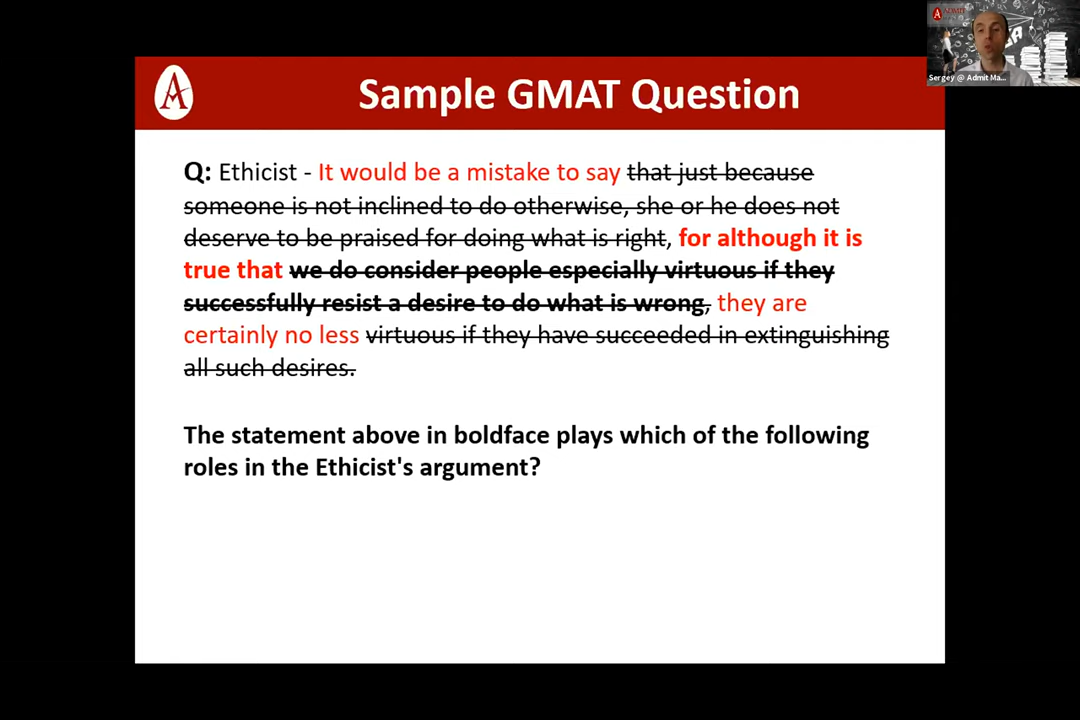 Sample GMAT Question
Q: Ethicist - It would be a mistake to say that just because
someone is not inclined to do otherwise, she or he does not
deserve to be praised for doing what is right, for although it is
true that we do consider people especially virtuous if they
successfully resist a desire to do what is wrong, they are
certainly no less virtuous if they have succeeded in extinguishing
all such desires.
The statement above in boldface plays which of the following
roles in the Ethicist's argument?
ADMIT
Sergey @ Admit Ma...